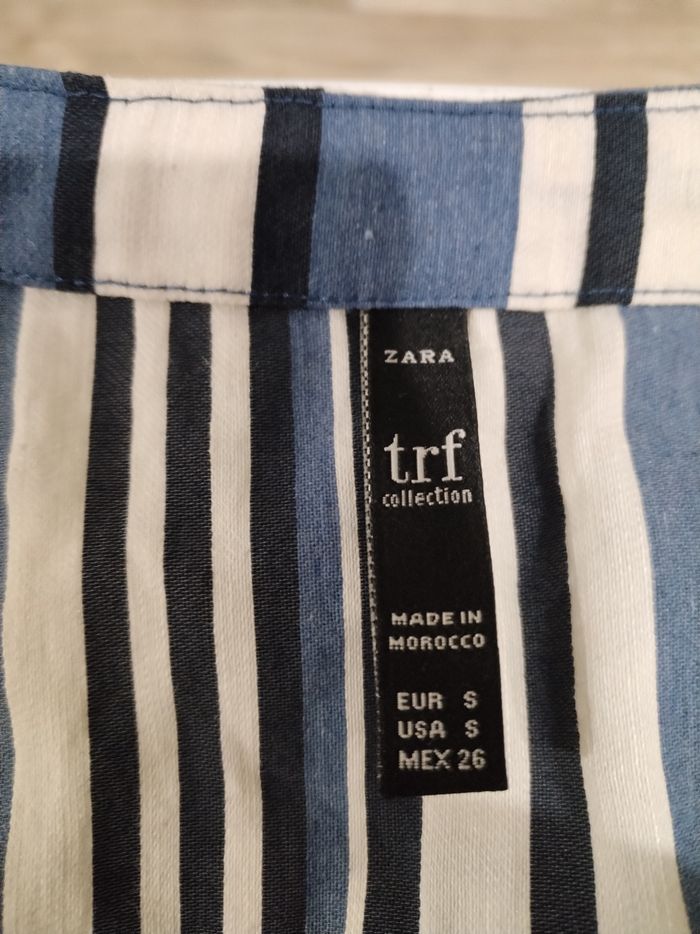 ZARA
trf
collection
MADE IN
MOROCCO
EUR S
USA S
MEX 26